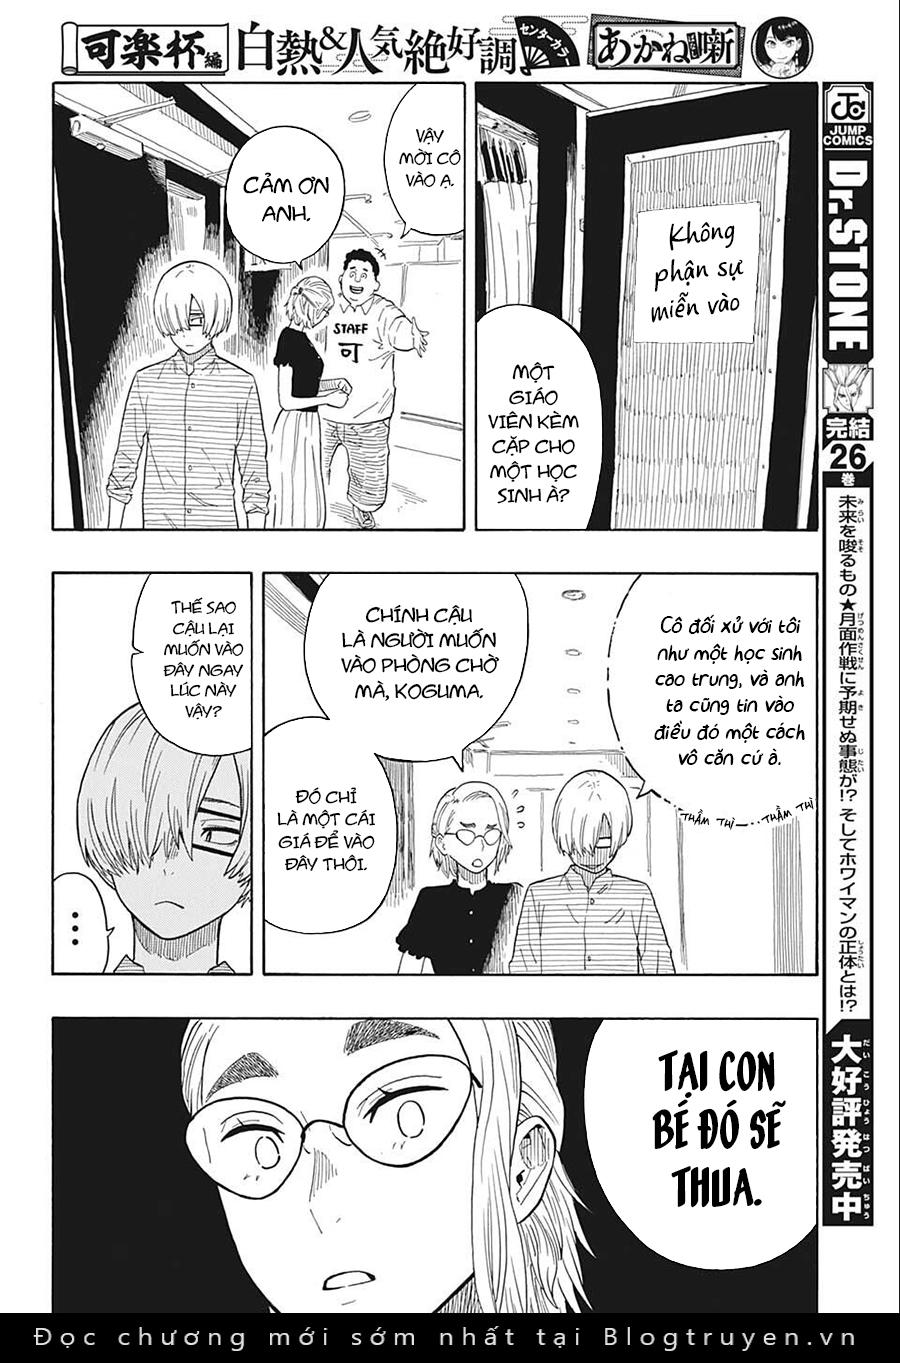 可楽杯編
白熱&人気絶好調!
センターカラー
あかね噺
JUMP
COMICS
Dr.STONE
完結
26
巻
未来を唆るもの★月面作戦に予期せぬ事態が!? そしてホワイマンの正体とは!?
大好評発売中
Không
phận sự
miễn vào
MỘT
GIÁO
VIÊN KÈM
CẶP CHO
MỘT HỌC
SINH À?
VẬY
MỜI CÔ
VÀO Ạ.
CẢM ƠN
ANH.
STAFF
可
Cô đối xử với tôi
như một học sinh
cao trung, và anh
ta cũng tin vào
điều đó một cách
vô căn cứ à.
THẦM THÌ
THẦM THÌ
CHÍNH CẬU
LÀ NGƯỜI MUỐN
VÀO PHÒNG CHỜ
MÀ, KOGUMA.
ĐÓ CHỈ
LÀ MỘT CÁI
GIÁ ĐỂ VÀO
ĐÂY THÔI.
THẾ SAO
CẬU LẠI
MUỐN VÀO
ĐÂY NGAY
LÚC NÀY
VẬY?
...
TẠI CON
BÉ ĐÓ SẼ
THUA.
Đọc chương mới sớm nhất tại Blogtruyen.vn